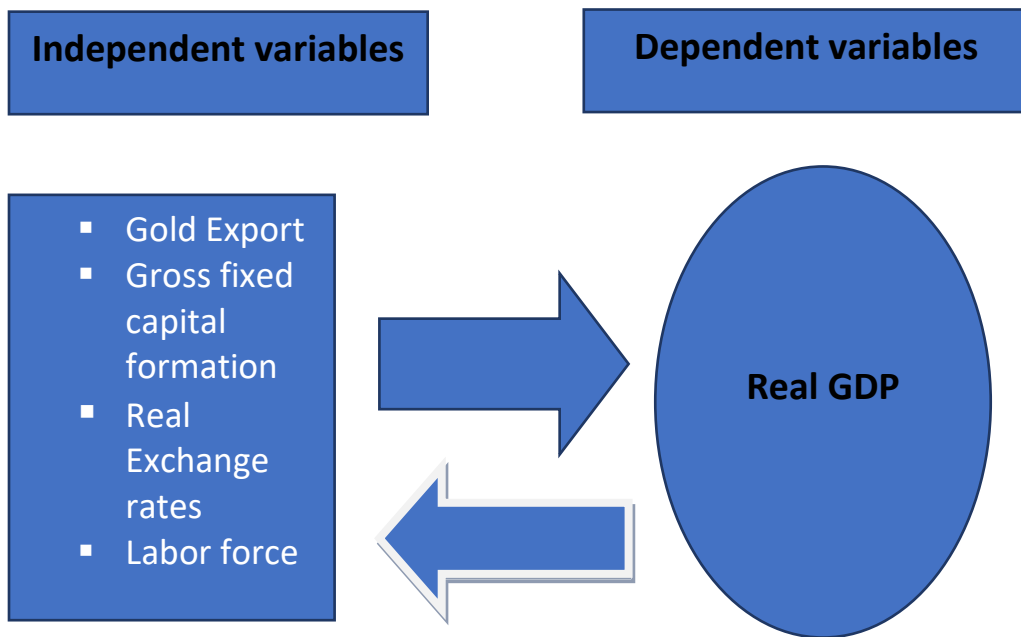 Independent variables
Dependent variables
▪ Gold Export
▪ Gross fixed
capital
formation
▪ Real
Exchange
rates
▪ Labor force
Real GDP